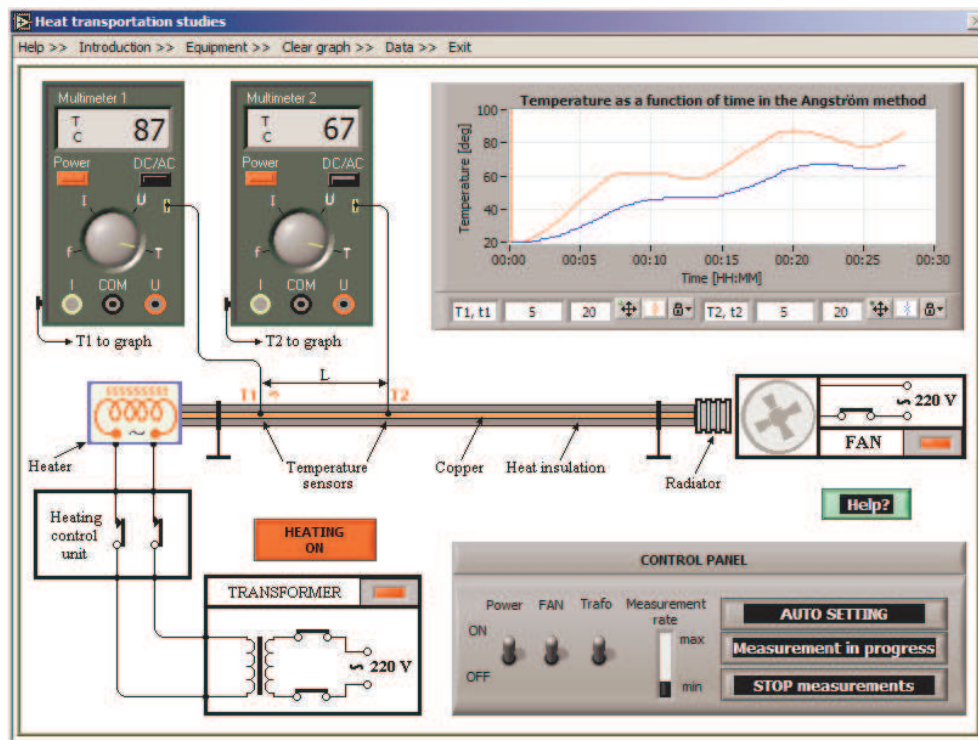 Heat transportation studies
Help >> Introduction >> Equipment >> Clear graph >> Data >> Exit
Multimeter 1
T
C
87
Power
DC/AC
I
U
f
T
I COM U
T1 to graph
Multimeter 2
T
C
67
Power
DC/AC
I
U
f
T
I COM U
T2 to graph
Temperature as a function of time in the Angström method
Temperature [deg]
100
80
60
40
20
00:00 00:05 00:10 00:15 00:20 00:25 00:30
Time [HH:MM]
T1, t1 5 20 T2, t2 5 20
L
T1
T2
Heater
Temperature
sensors
Copper
Heat insulation
Radiator
~ 220 V
FAN
Help?
Heating
control
unit
HEATING
ON
TRANSFORMER
~ 220 V
CONTROL PANEL
Power FAN Trafo Measurement
rate
ON
OFF
max
min
AUTO SETTING
Measurement in progress
STOP measurements